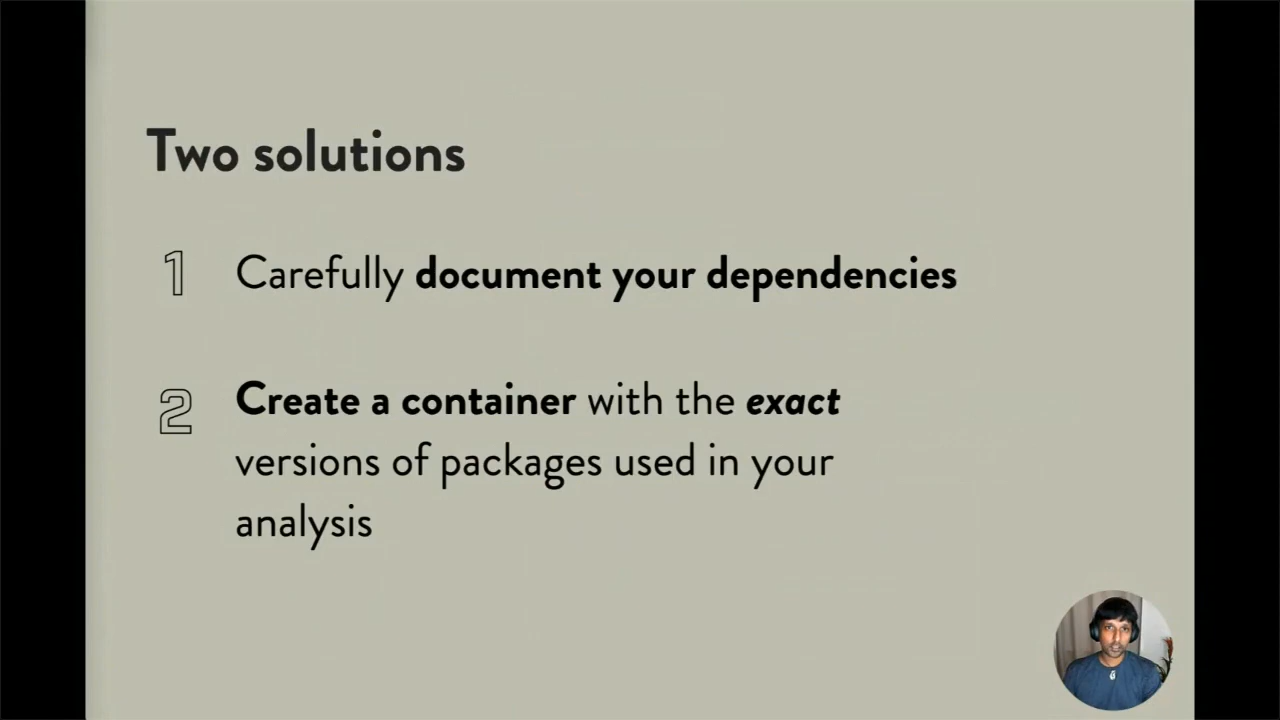 Two solutions
1 Carefully document your dependencies
2 Create a container with the exact
versions of packages used in your
analysis